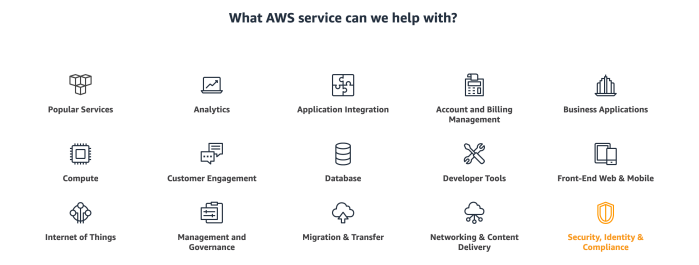 What AWS service can we help with?
Popular Services
Analytics
Application Integration
Account and Billing
Management
Business Applications
Compute
Customer Engagement
Database
Developer Tools
Front-End Web & Mobile
Internet of Things
Management and
Governance
Migration & Transfer
Networking & Content
Delivery
Security, Identity &
Compliance